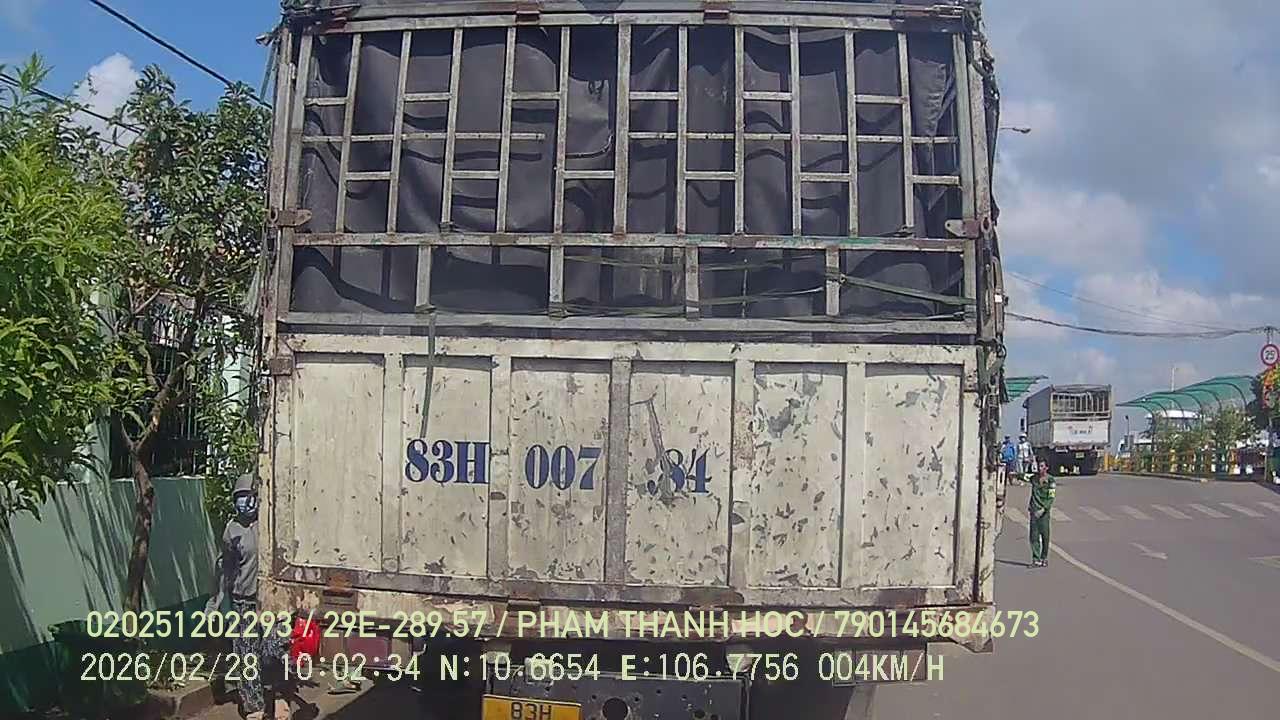 25
83H 007 84
020251202293 / 29E-289.57 / PHAM THANH HOC / 790145684673
2026/02/28 10:02:34 N:10.6654 E:106.7756 004KM/H
83H